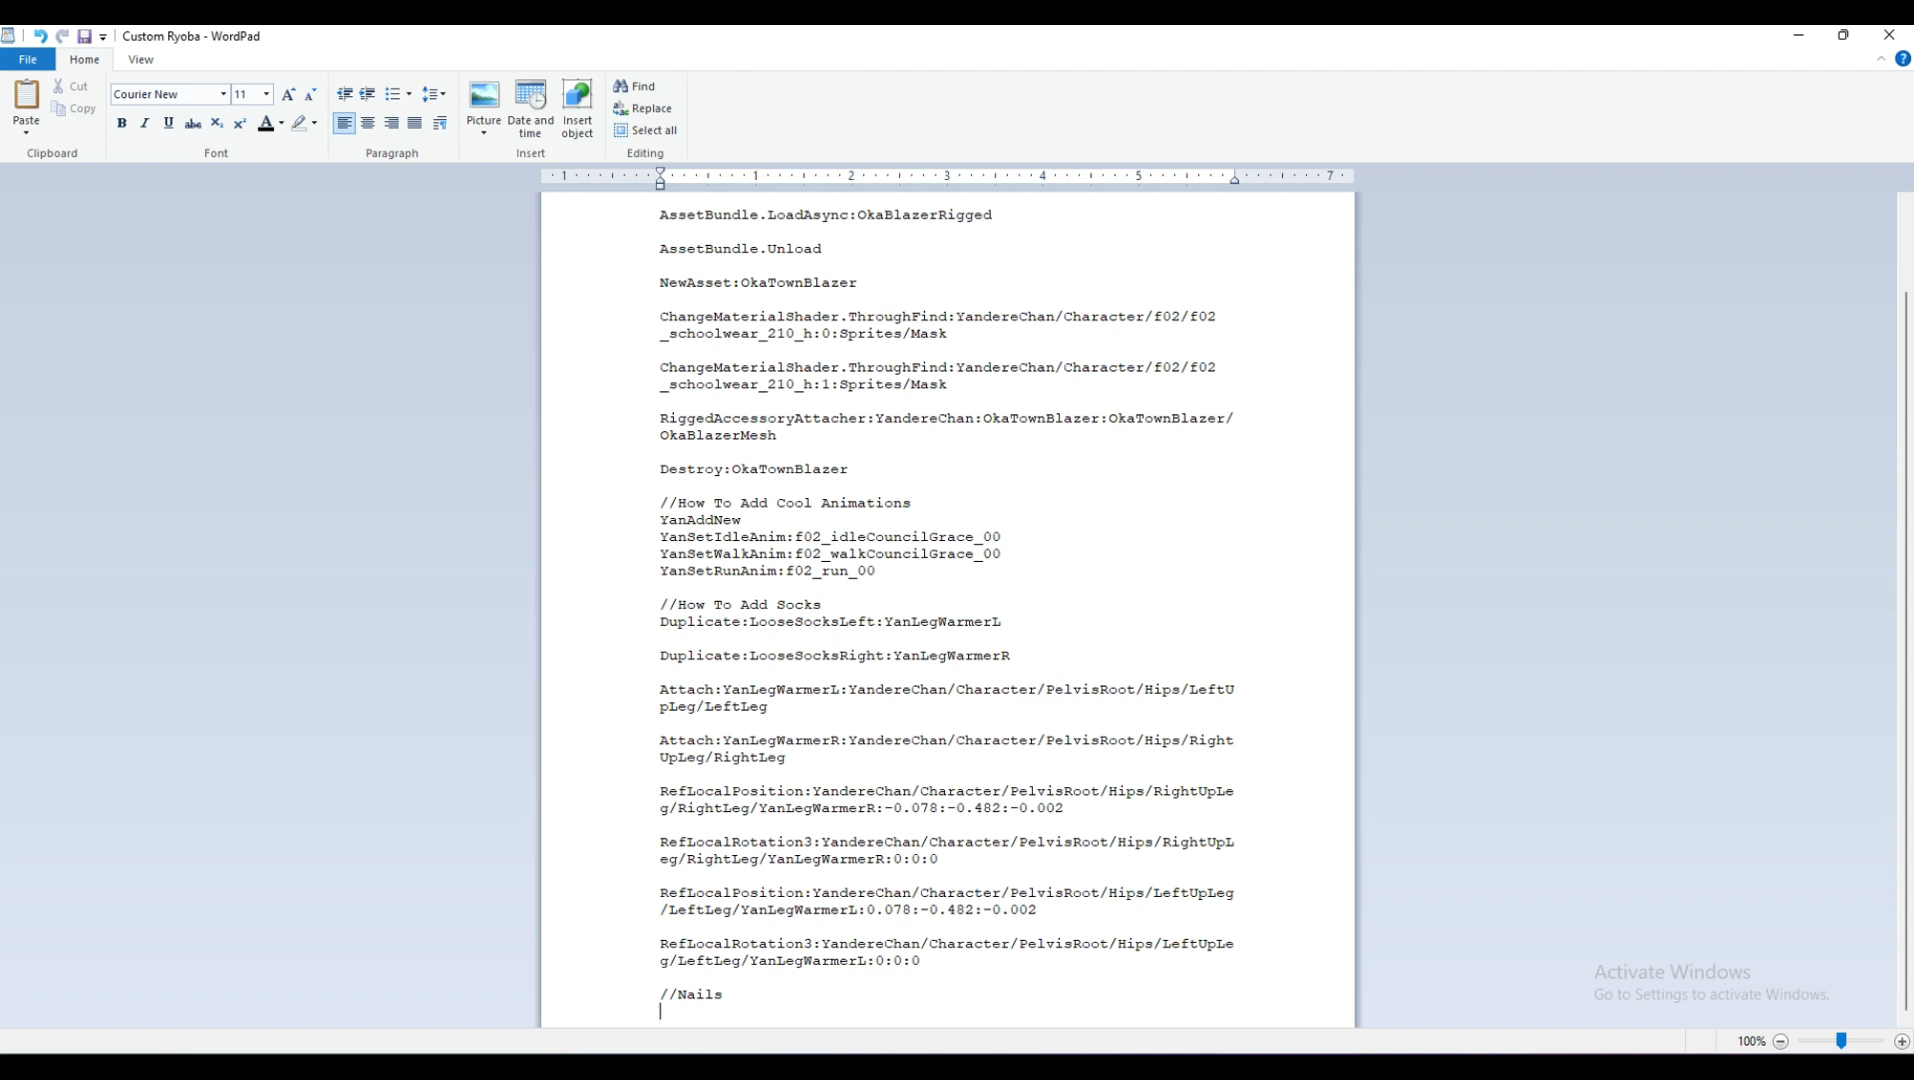 Custom Ryoba - WordPad
File Home View
Paste
Cut
Copy
Clipboard
Courier New 11
Font
Paragraph
Picture
Date and time
Insert object
Insert
Find
Replace
Select all
Editing
1 1 2 3 4 5 7
AssetBundle.LoadAsync:OkaBlazerRigged
AssetBundle.Unload
NewAsset:OkaTownBlazer
ChangeMaterialShader.ThroughFind:YandereChan/Character/f02/f02
_schoolwear_210_h:0:Sprites/Mask
ChangeMaterialShader.ThroughFind:YandereChan/Character/f02/f02
_schoolwear_210_h:1:Sprites/Mask
RiggedAccessoryAttacher:YandereChan:OkaTownBlazer:OkaTownBlazer/
OkaBlazerMesh
Destroy:OkaTownBlazer
//How To Add Cool Animations
YanAddNew
YanSetIdleAnim:f02_idleCouncilGrace_00
YanSetWalkAnim:f02_walkCouncilGrace_00
YanSetRunAnim:f02_run_00
//How To Add Socks
Duplicate:LooseSocksLeft:YanLegWarmerL
Duplicate:LooseSocksRight:YanLegWarmerR
Attach:YanLegWarmerL:YandereChan/Character/PelvisRoot/Hips/LeftU
pLeg/LeftLeg
Attach:YanLegWarmerR:YandereChan/Character/PelvisRoot/Hips/Right
UpLeg/RightLeg
RefLocalPosition:YandereChan/Character/PelvisRoot/Hips/RightUpLe
g/RightLeg/YanLegWarmerR:-0.078:-0.482:-0.002
RefLocalRotation3:YandereChan/Character/PelvisRoot/Hips/RightUpL
eg/RightLeg/YanLegWarmerR:0:0:0
RefLocalPosition:YandereChan/Character/PelvisRoot/Hips/LeftUpLeg
/LeftLeg/YanLegWarmerL:0.078:-0.482:-0.002
RefLocalRotation3:YandereChan/Character/PelvisRoot/Hips/LeftUpLe
g/LeftLeg/YanLegWarmerL:0:0:0
//Nails
Activate Windows
Go to Settings to activate Windows.
100%